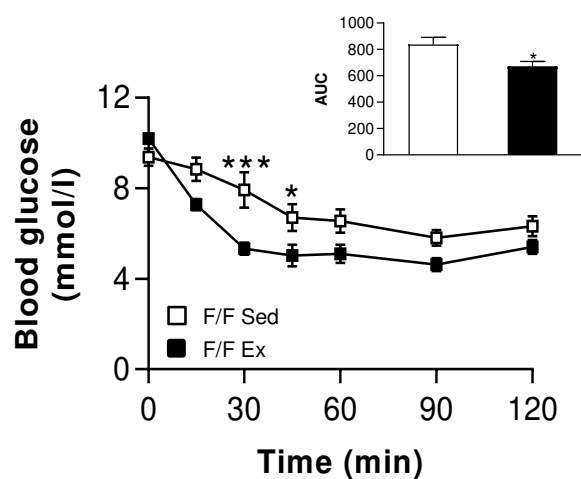 1000
800
600
400
200
0
AUC
*
12
8
4
0
Blood glucose
(mmol/l)
*** *
F/F Sed
F/F Ex
0 30 60 90 120
Time (min)